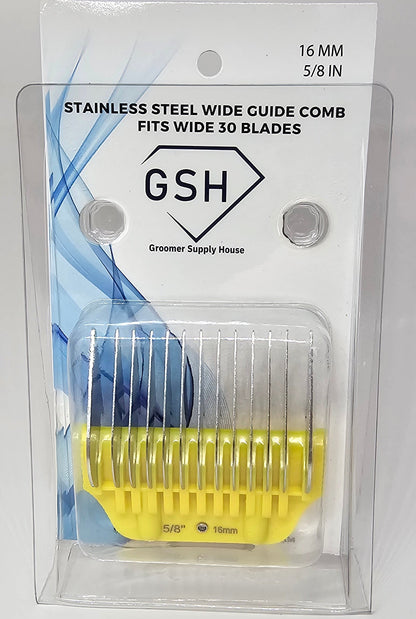 16 MM
5/8 IN
STAINLESS STEEL WIDE GUIDE COMB
FITS WIDE 30 BLADES
GSH
Groomer Supply House
5/8" 16mm